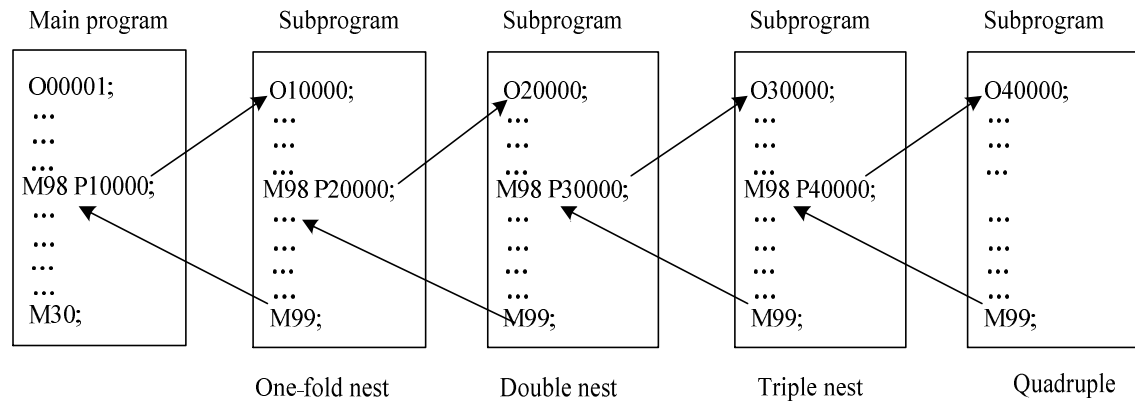 Main program
Subprogram
Subprogram
Subprogram
Subprogram
O00001;
...
...
...
M98 P10000;
...
...
...
...
M30;
O10000;
...
...
...
M98 P20000;
...
...
...
...
M99;
O20000;
...
...
...
M98 P30000;
...
...
...
...
M99;
O30000;
...
...
...
M98 P40000;
...
...
...
...
M99;
O40000;
...
...
...
...
...
...
...
M99;
One-fold nest
Double nest
Triple nest
Quadruple